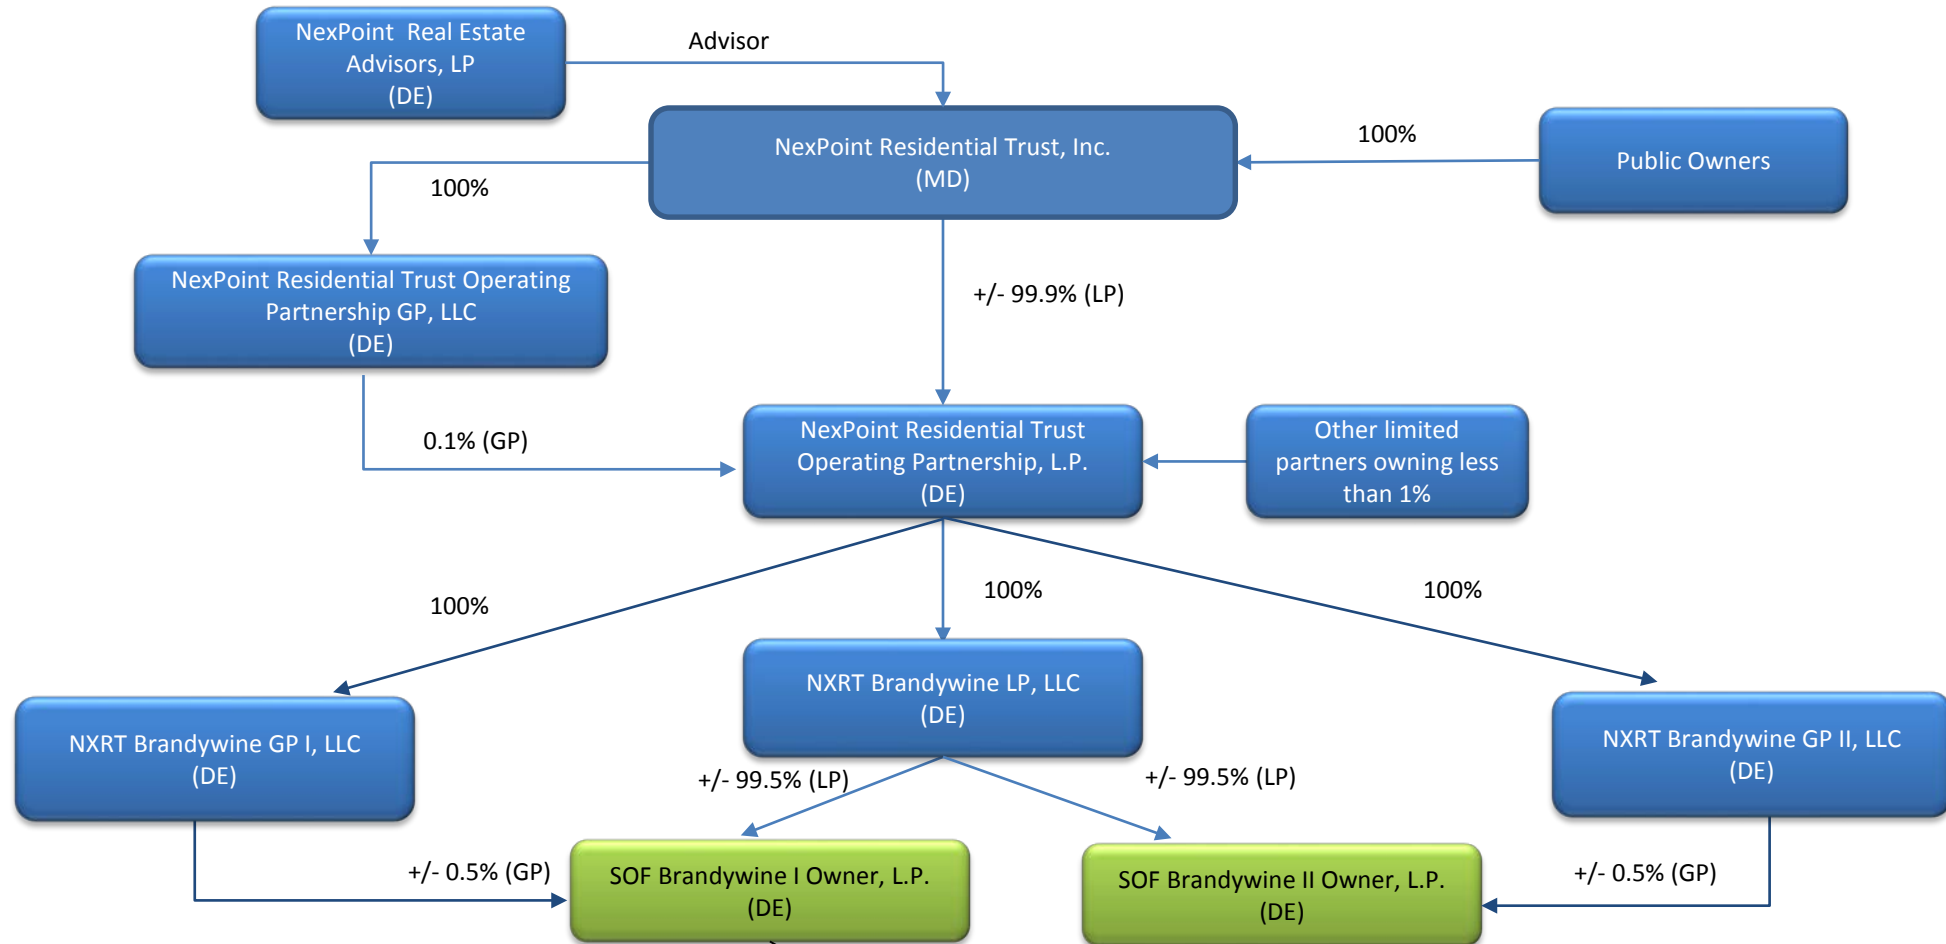 NexPoint  Real Estate
Advisors, LP
(DE)
Advisor
NexPoint Residential Trust, Inc.
(MD)
100%
Public Owners
100%
NexPoint Residential Trust Operating
Partnership GP, LLC
(DE)
+/- 99.9% (LP)
0.1% (GP)
NexPoint Residential Trust
Operating Partnership, L.P.
(DE)
Other limited
partners owning less
than 1%
100%
100%
100%
NXRT Brandywine GP I, LLC
(DE)
NXRT Brandywine LP, LLC
(DE)
NXRT Brandywine GP II, LLC
(DE)
+/- 99.5% (LP)
+/- 99.5% (LP)
+/- 0.5% (GP)
SOF Brandywine I Owner, L.P.
(DE)
SOF Brandywine II Owner, L.P.
(DE)
+/- 0.5% (GP)